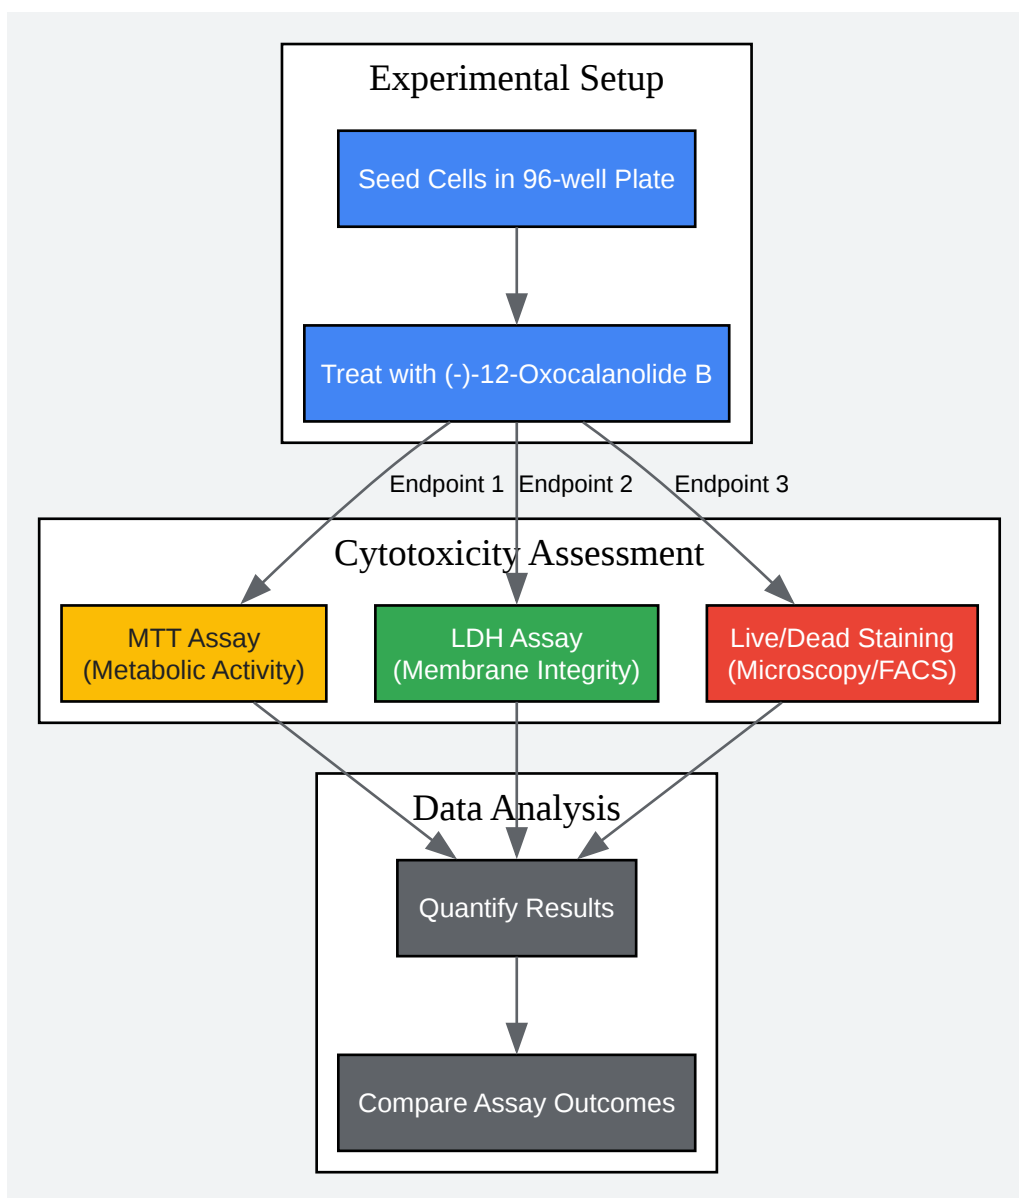 Experimental Setup
Seed Cells in 96-well Plate
Treat with (-)-12-Oxocalanolide B
Endpoint 1
Endpoint 2
Endpoint 3
Cytotoxicity Assessment
MTT Assay
(Metabolic Activity)
LDH Assay
(Membrane Integrity)
Live/Dead Staining
(Microscopy/FACS)
Data Analysis
Quantify Results
Compare Assay Outcomes